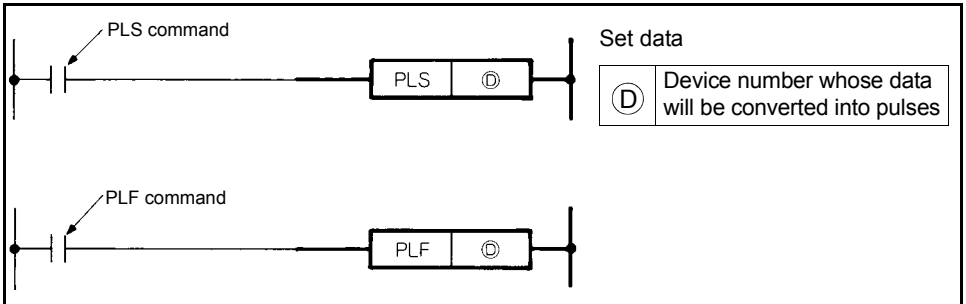 PLS command
PLS Ⓓ
Set data
Ⓓ Device number whose data
will be converted into pulses
PLF command
PLF Ⓓ